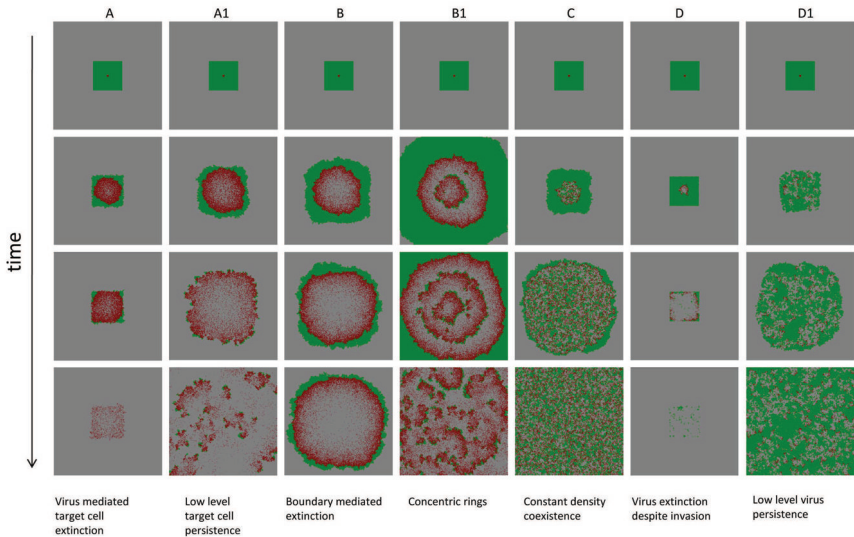 A A1 B B1 C D D1
time
Virus mediated
target cell
extinction
Low level
target cell
persistence
Boundary mediated
extinction
Concentric rings
Constant density
coexistence
Virus extinction
despite invasion
Low level virus
persistence